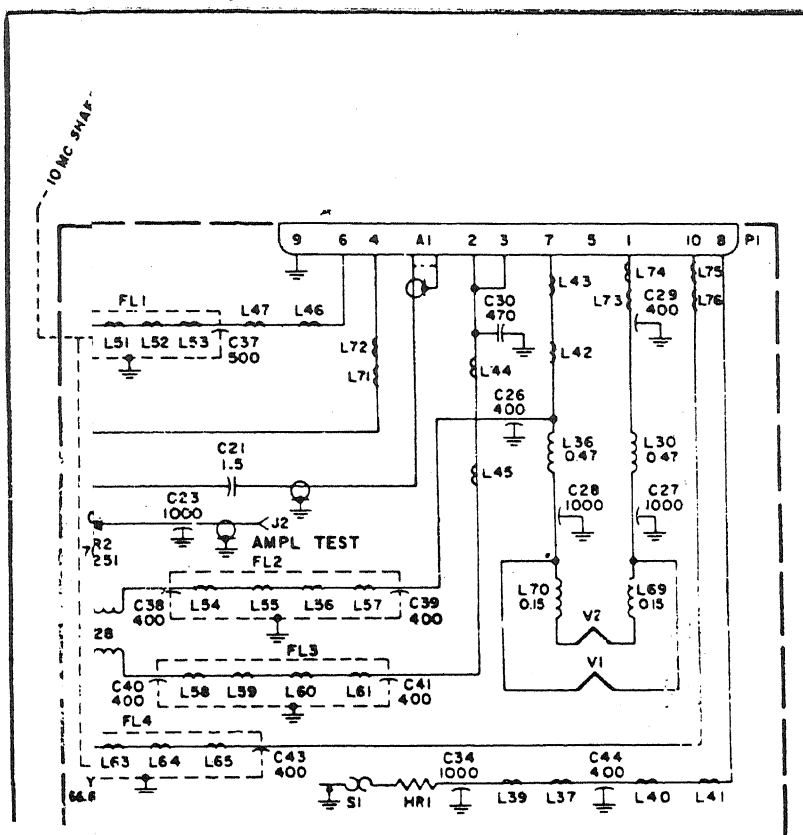 10 MC SHAF
9 6 4 A1 2 3 7 5 1 10 8 P1
L43 L74 L75
FL1 L47 L46 C30 470 L73 C29 400 L76
L51 L52 L53 C37 500 L72 L42
L71 L44
C26 400
C21 1.5 L36 0.47 L30 0.47
L45
C23 1000 C28 1000 C27 1000
J2
R2 AMPL TEST
251 FL2
L70 0.15 L69 0.15
C38 400 L54 L55 L56 L57 C39 400
V2
28
FL3 V1
C40 400 L58 L59 L60 L61 C41 400
FL4
L63 L64 L65 C43 400 C34 1000 C44 400
Y
S1 HR1 L39 L37 L40 L41